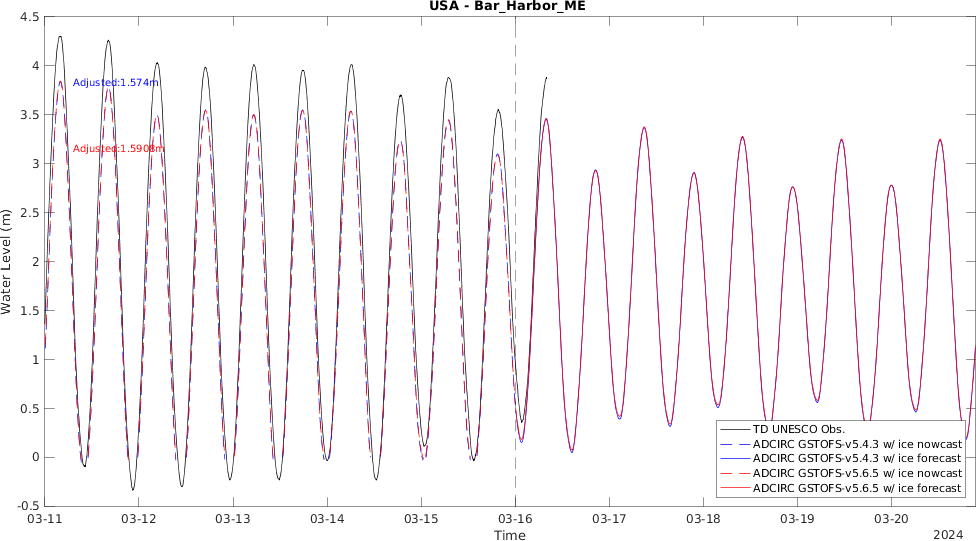 USA - Bar_Harbor_ME
Water Level (m)
4.5
4
3.5
3
2.5
2
1.5
1
0.5
0
-0.5
Adjusted:1.574m
Adjusted:1.5908m
TD UNESCO Obs.
ADCIRC GSTOFS-v5.4.3 w/ ice nowcast
ADCIRC GSTOFS-v5.4.3 w/ ice forecast
ADCIRC GSTOFS-v5.6.5 w/ ice nowcast
ADCIRC GSTOFS-v5.6.5 w/ ice forecast
03-11 03-12 03-13 03-14 03-15 03-16 03-17 03-18 03-19 03-20
Time
2024